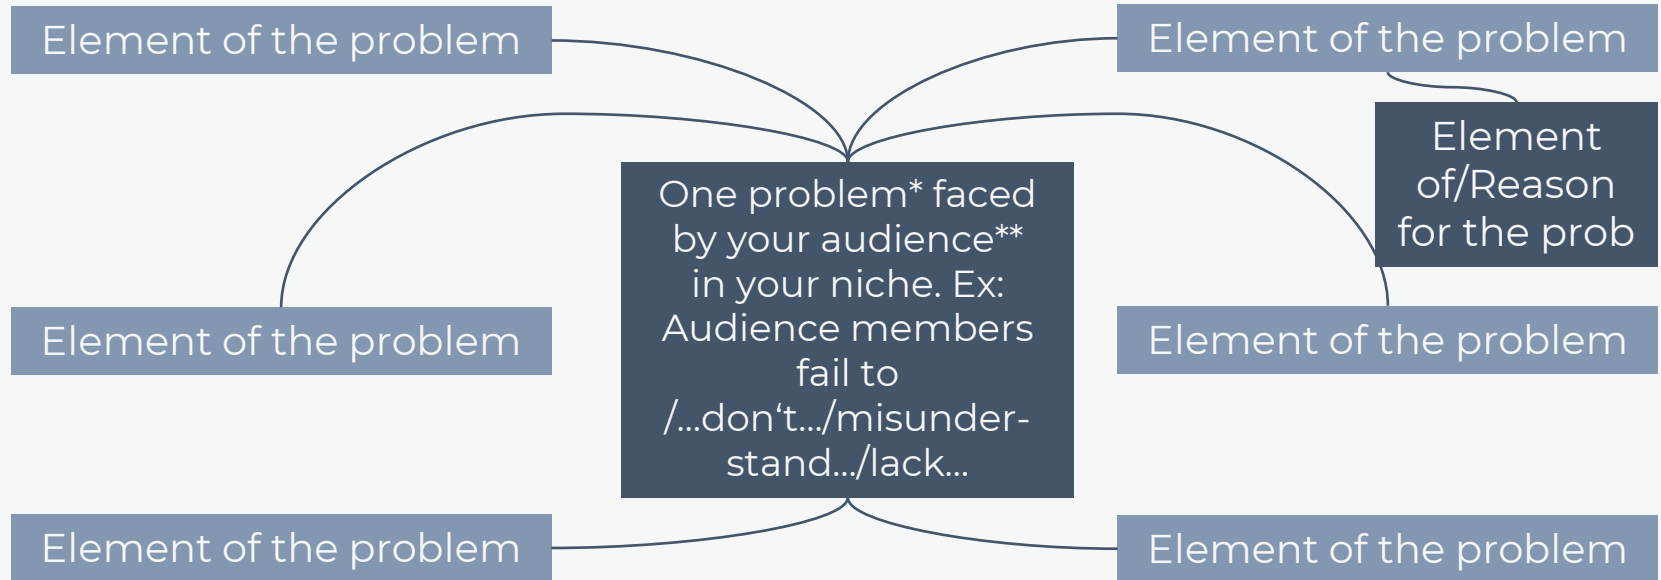 Element of the problem
Element of the problem
Element
of/Reason
for the prob
One problem* faced
by your audience**
in your niche. Ex:
Audience members
fail to
/...don‘t.../misunder-
stand.../lack...
Element of the problem
Element of the problem
Element of the problem
Element of the problem